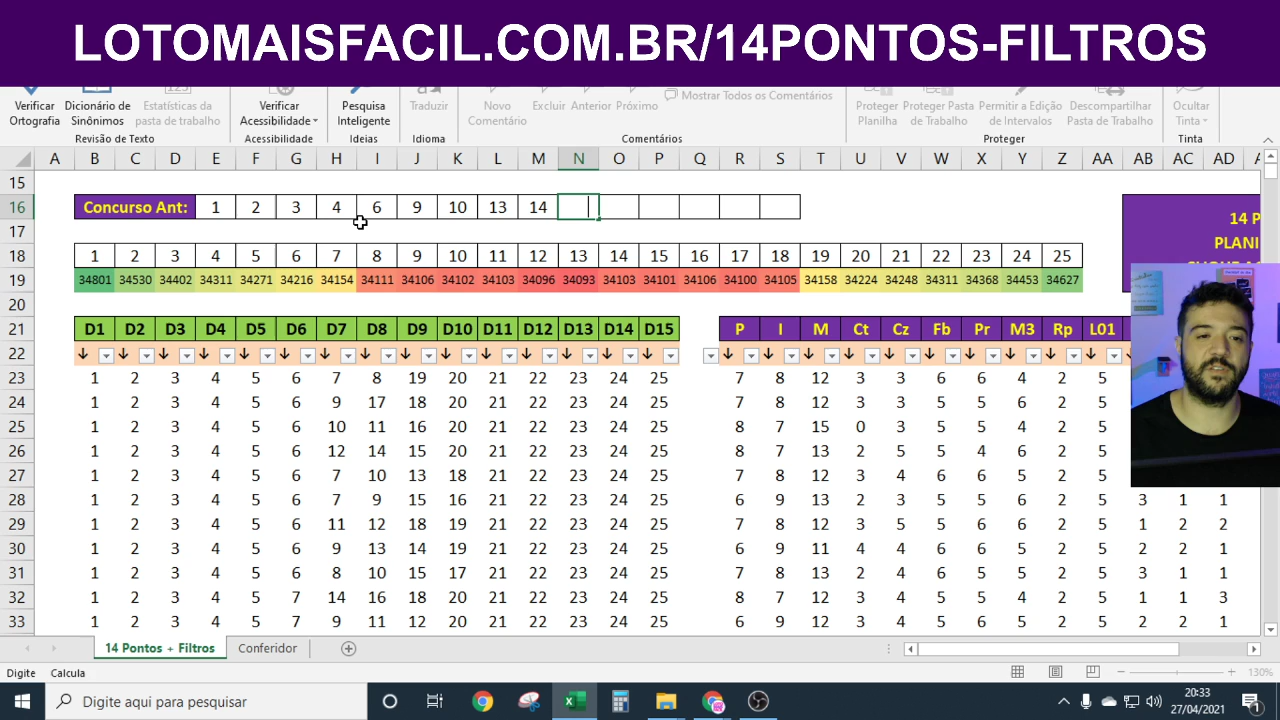 LOTOMAISFACIL.COM.BR/14PONTOS-FILTROS
Verificar Ortografia
Dicionário de Sinônimos
Estatísticas da pasta de trabalho
Verificar Acessibilidade
Pesquisa Inteligente
Traduzir
Novo Comentário
Excluir
Anterior
Próximo
Mostrar Todos os Comentários
Proteger Planilha
Proteger Pasta de Trabalho
Permitir a Edição de Intervalos
Descompartilhar Pasta de Trabalho
Ocultar Tinta
Revisão de Texto
Acessibilidade
Ideias
Idioma
Comentários
Proteger
Tinta
A B C D E F G H I J K L M N O P Q R S T U V W X Y Z AA AB AC AD
15
16 Concurso Ant: 1 2 3 4 6 9 10 13 14
14 P
17
PLANI
18 1 2 3 4 5 6 7 8 9 10 11 12 13 14 15 16 17 18 19 20 21 22 23 24 25
19 34801 34530 34402 34311 34271 34216 34154 34111 34106 34102 34103 34096 34093 34103 34101 34106 34100 34105 34158 34224 34248 34311 34368 34453 34627
20
21 D1 D2 D3 D4 D5 D6 D7 D8 D9 D10 D11 D12 D13 D14 D15 P I M Ct Cz Fb Pr M3 Rp L01
22
23 1 2 3 4 5 6 7 8 19 20 21 22 23 24 25 7 8 12 3 3 6 6 4 2 5
24 1 2 3 4 5 6 9 17 18 20 21 22 23 24 25 7 8 12 3 3 5 5 6 2 5
25 1 2 3 4 5 6 10 11 16 20 21 22 23 24 25 8 7 15 0 3 5 5 4 2 5
26 1 2 3 4 5 6 12 14 15 20 21 22 23 24 25 8 7 13 2 5 5 4 6 2 5
27 1 2 3 4 5 6 7 10 13 18 21 22 23 24 25 7 8 12 3 4 6 6 5 2 5
28 1 2 3 4 5 6 7 9 15 16 21 22 23 24 25 6 9 13 2 3 5 5 6 2 5 3 1 1
29 1 2 3 4 5 6 11 12 18 19 21 22 23 24 25 7 8 12 3 5 5 6 6 2 5 1 2 2
30 1 2 3 4 5 6 9 13 14 19 21 22 23 24 25 6 9 11 4 4 6 6 5 2 5 2 2 1
31 1 2 3 4 5 6 8 10 15 17 21 22 23 24 25 7 8 13 2 4 6 5 5 2 5 3 1 1
32 1 2 3 4 5 7 14 16 18 20 21 22 23 24 25 8 7 12 3 4 5 5 4 2 5 1 1 3
33 1 2 3 4 5 7 9 11 12 20 21 22 23 24 25 6 9 12 3 4 5 6 5 2 5 2 2 1
14 Pontos + Filtros
Conferidor
Digite
Calcula
130%
Digite aqui para pesquisar
20:33
27/04/2021
1